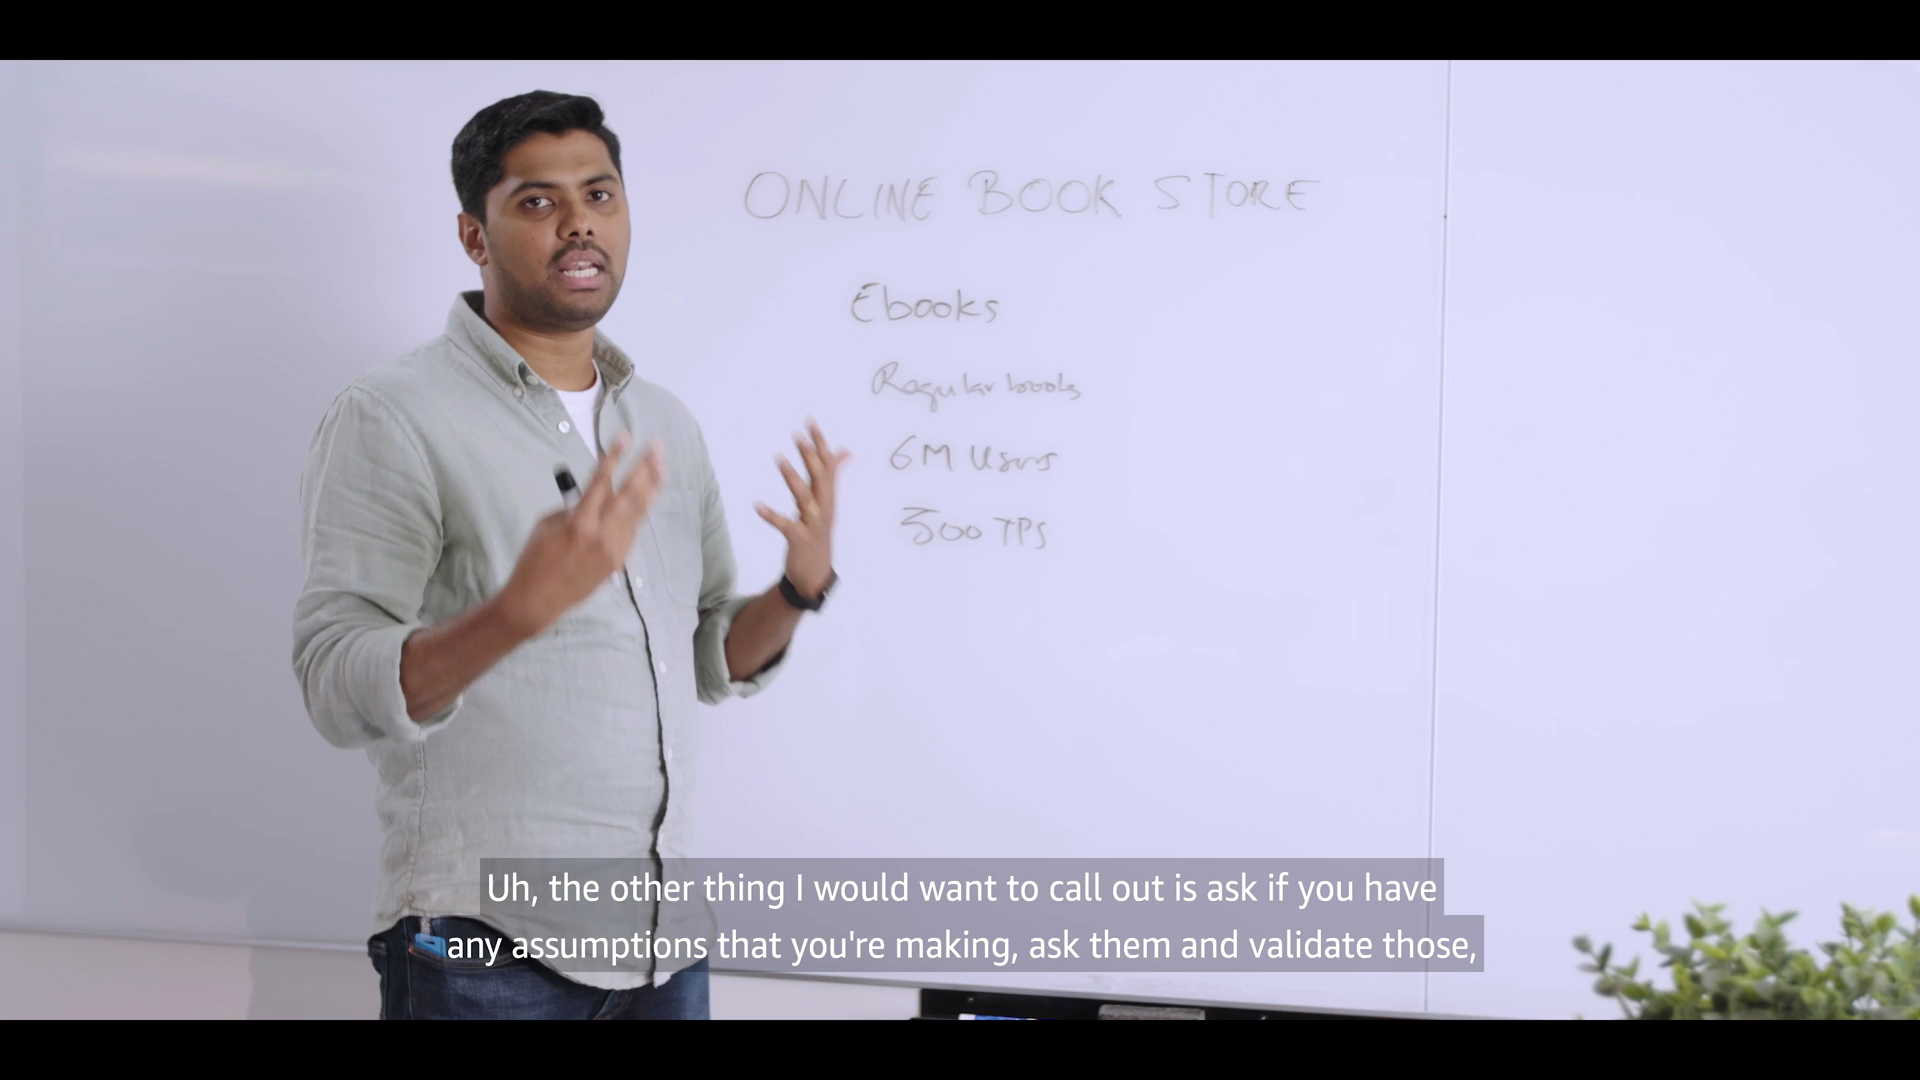 ONLINE BOOK STORE
Ebooks
Regular books
6M Users
500 TPS
Uh, the other thing I would want to call out is ask if you have
any assumptions that you're making, ask them and validate those,